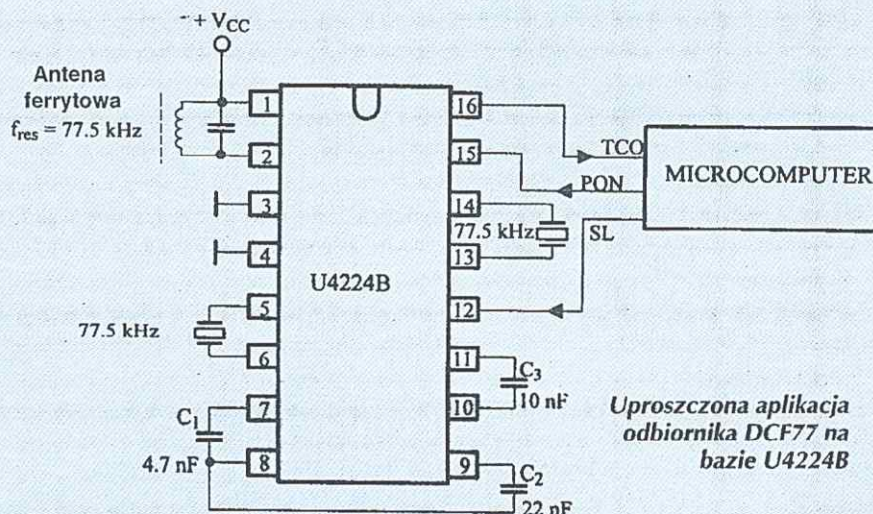 + VCC
Antena
ferrytowa
fres = 77.5 kHz
1
2
3
4
5
6
7
8
16
15
14
13
12
11
10
9
U4224B
TCO
PON
SL
MICROCOMPUTER
77.5 kHz
77.5 kHz
C1
4.7 nF
C3
10 nF
C2
22 nF
Uproszczona aplikacja
odbiornika DCF77 na
bazie U4224B